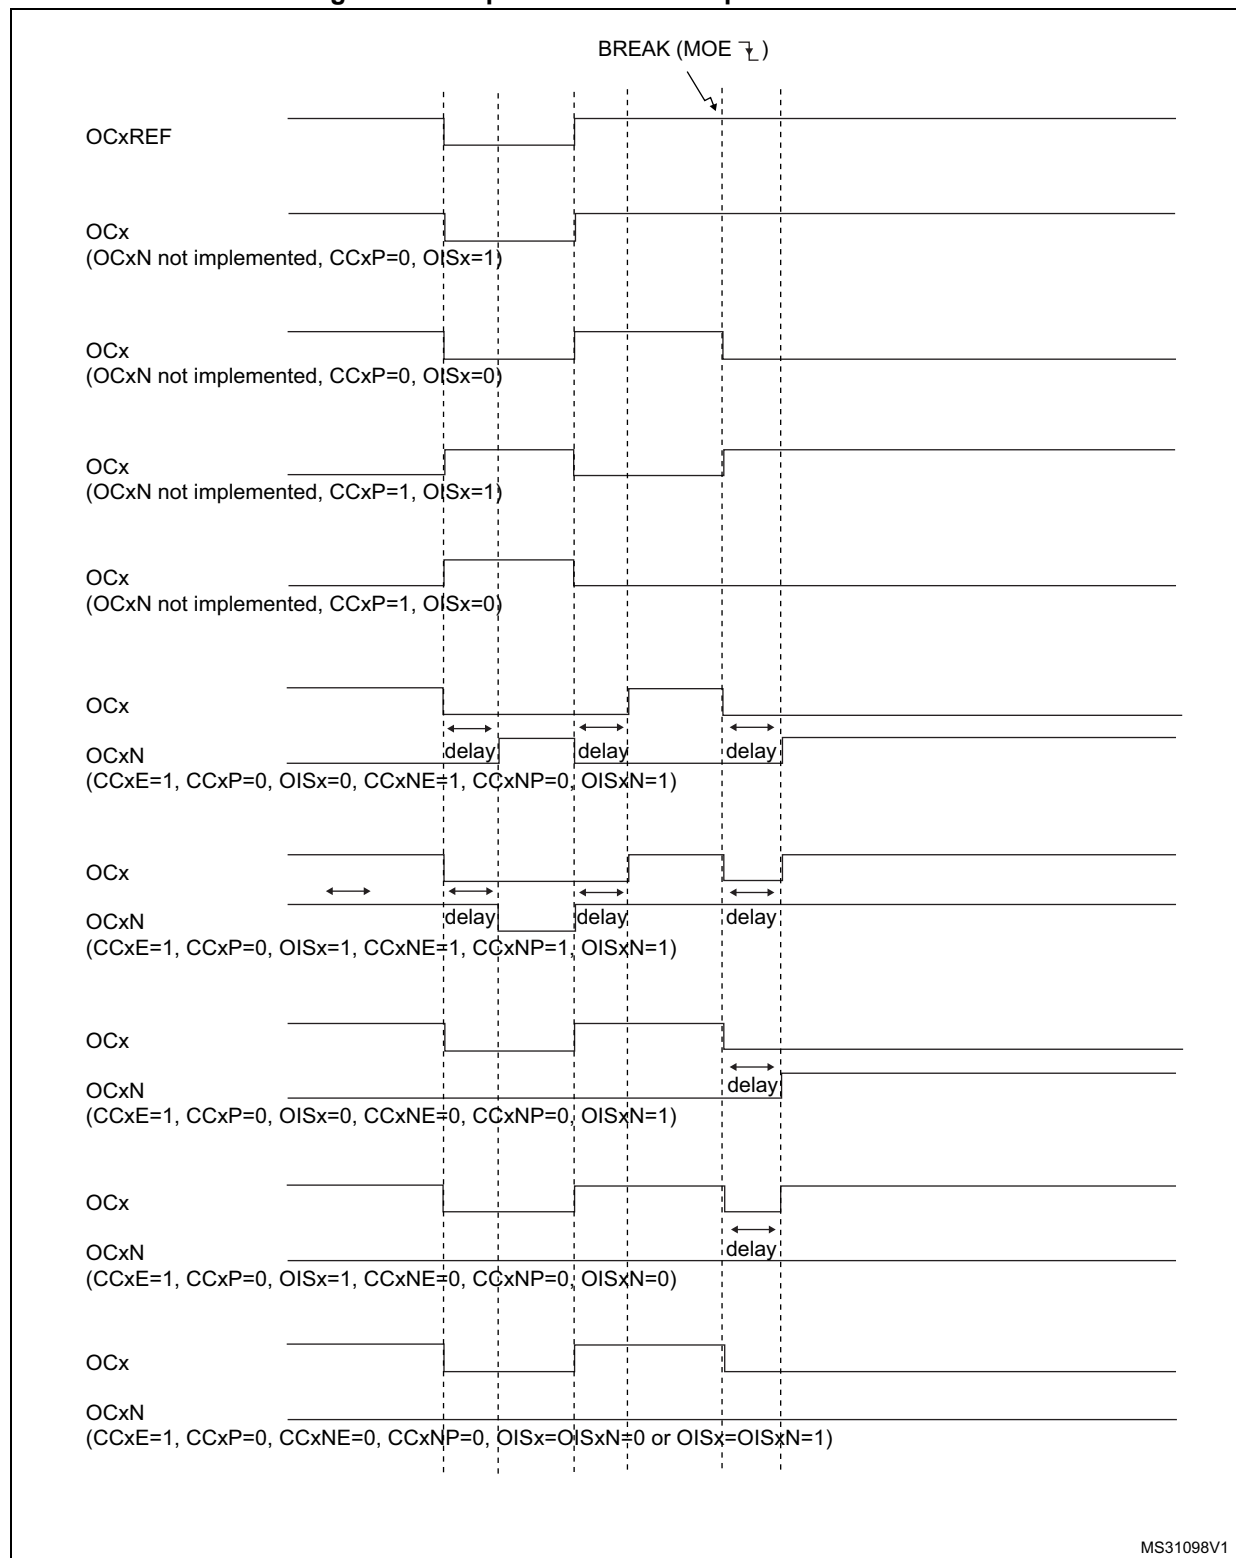 BREAK (MOE )
OCxREF
OCx
(OCxN not implemented, CCxP=0, OISx=1)
OCx
(OCxN not implemented, CCxP=0, OISx=0)
OCx
(OCxN not implemented, CCxP=1, OISx=1)
OCx
(OCxN not implemented, CCxP=1, OISx=0)
OCx
OCxN delay delay delay
(CCxE=1, CCxP=0, OISx=0, CCxNE=1, CCxNP=0, OISxN=1)
OCx
OCxN delay delay delay
(CCxE=1, CCxP=0, OISx=1, CCxNE=1, CCxNP=1, OISxN=1)
OCx
OCxN delay
(CCxE=1, CCxP=0, OISx=0, CCxNE=0, CCxNP=0, OISxN=1)
OCx
OCxN delay
(CCxE=1, CCxP=0, OISx=1, CCxNE=0, CCxNP=0, OISxN=0)
OCx
OCxN
(CCxE=1, CCxP=0, CCxNE=0, CCxNP=0, OISx=OISxN=0 or OISx=OISxN=1)
MS31098V1